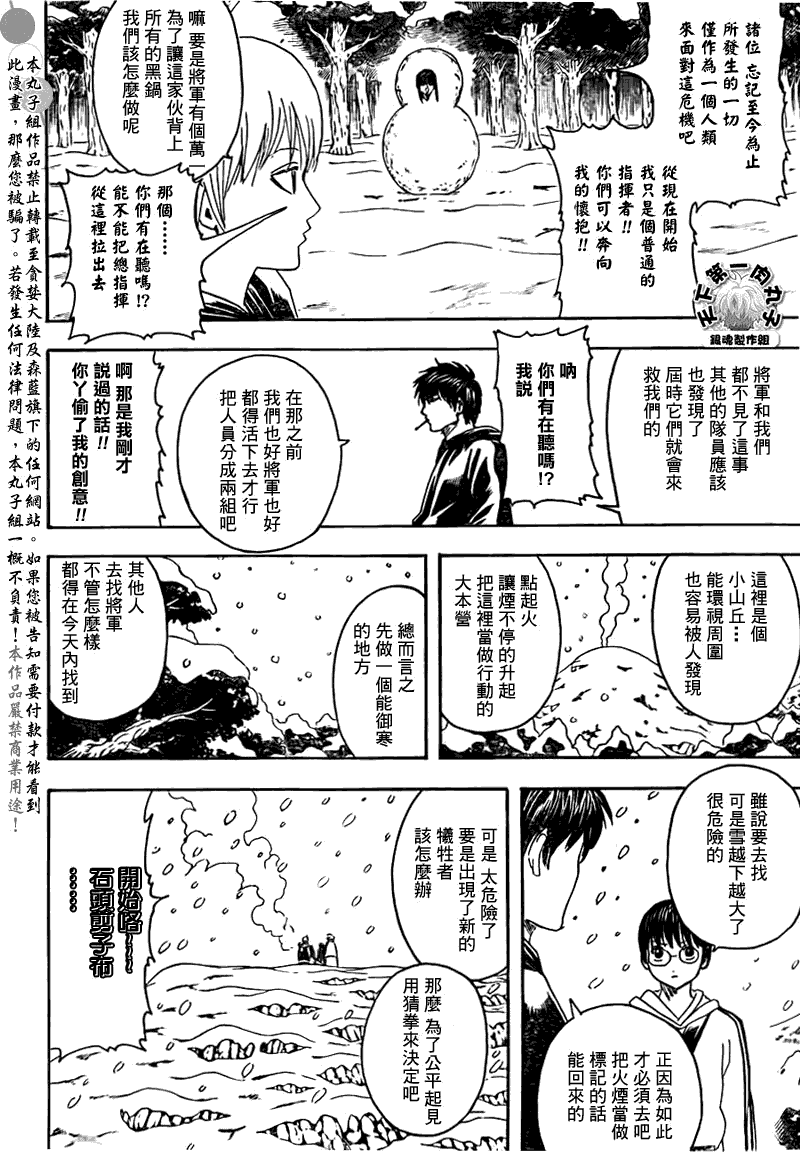 諸位 忘記至今為止
所發生的一切
僅作為一個人類
來面對這危機吧
從現在開始
我只是個普通的
指揮者!!
你們可以奔向
我的懷抱!!
嘛 要是將軍有個萬一
為了讓這家伙背上
所有的黑鍋
我們該怎麼做呢
那個……
你們有在聽嗎!?
能不能把總指揮
從這裡拉出去
天下第一肉丸子
銀魂製作組
將軍和我們
都不見了這事
其他的隊員應該
也發現了
屆時它們就會來
救我們的
吶
你們有在聽嗎!?
我説
在那之前
我們也好將軍也好
都得活下去才行
把人員分成兩組吧
啊 那是我剛才
説過的話!!
你丫偷了我的創意!!
這裡是個
小山丘…
能環視周圍
也容易被人發現
點起火
讓煙不停的升起
把這裡當做行動的
大本營
總而言之
先做一個能御寒
的地方
其他人
去找將軍
不管怎麼樣
都得在今天內找到
雖說要去找
可是雪越下越大了
很危險的
正因為如此
才必須去吧
把火煙當做
標記的話
能回來的
可是 太危險了
要是出現了新的
犧牲者
該怎麼辦
那麼 為了公平起見
用猜拳來決定吧
開始咯~~
石頭剪子布
……
本丸子組作品禁止轉載至貪婪大陸及森藍旗下的任何網站。如果您被告知需要付款才能看到
此漫畫，那麼您被騙了。若發生任何法律問題，本丸子組一概不負責！本作品嚴禁商業用途！